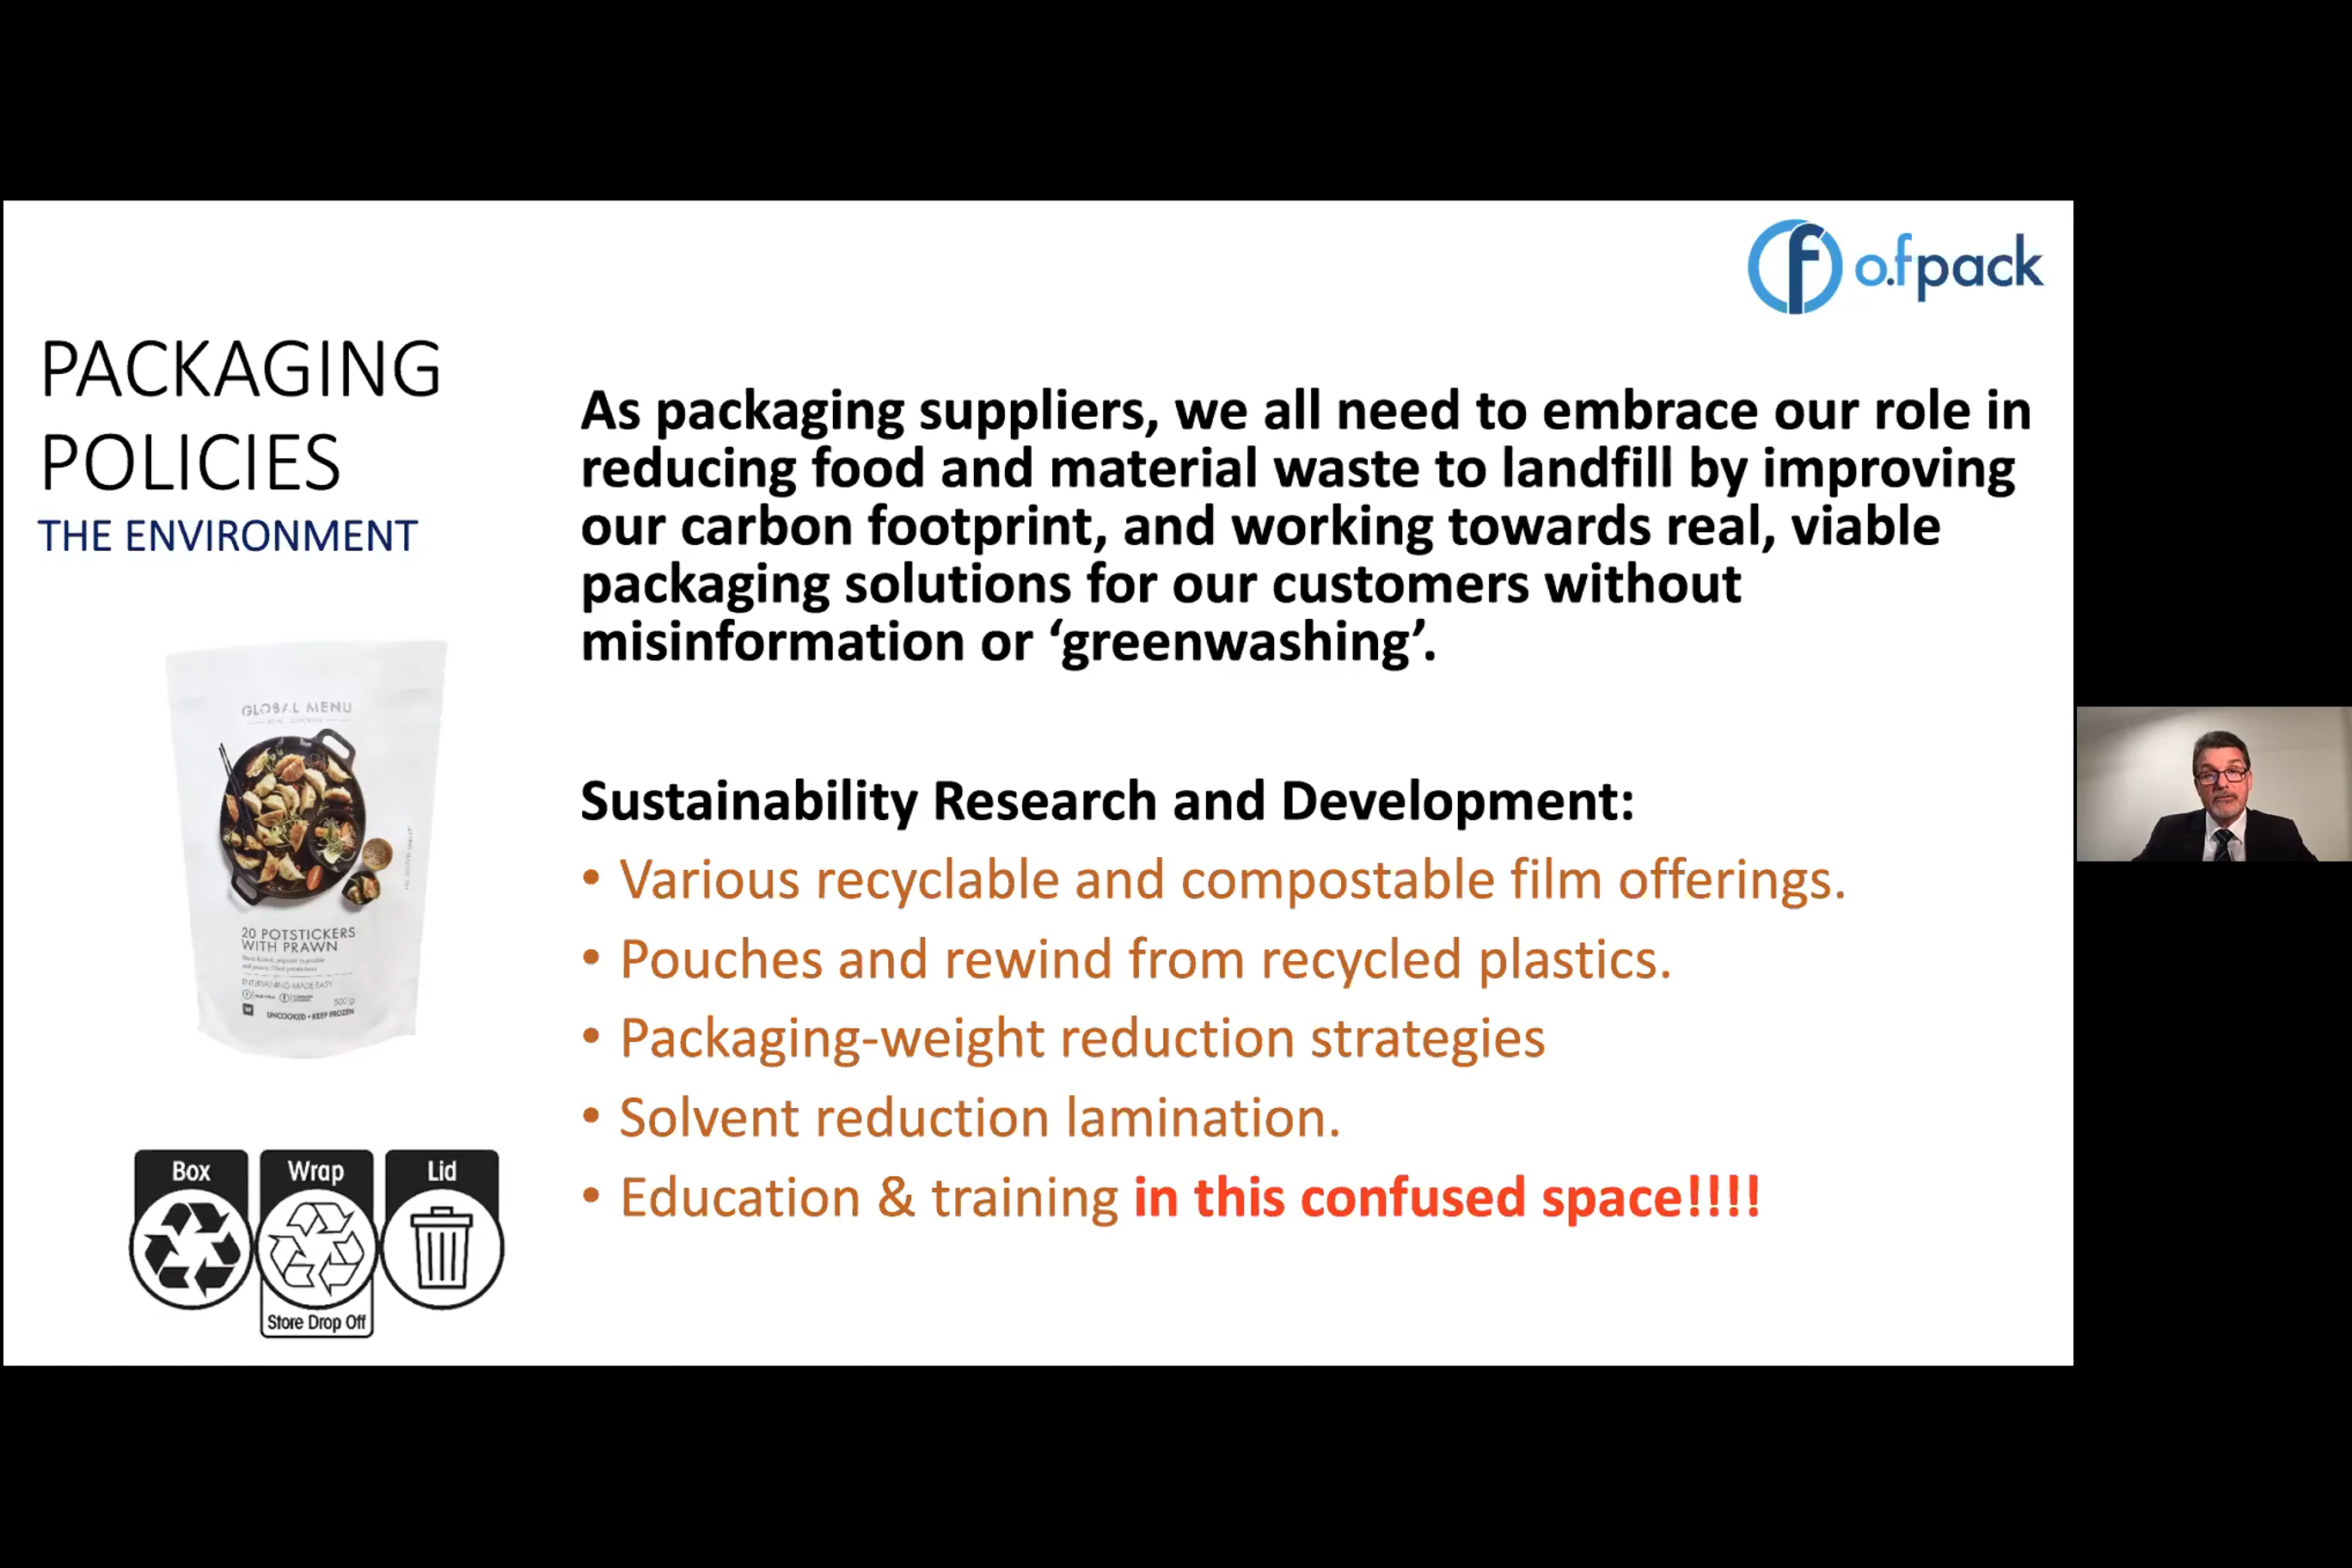 o.fpack
PACKAGING
POLICIES
THE ENVIRONMENT
As packaging suppliers, we all need to embrace our role in
reducing food and material waste to landfill by improving
our carbon footprint, and working towards real, viable
packaging solutions for our customers without
misinformation or ‘greenwashing’.
Sustainability Research and Development:
• Various recyclable and compostable film offerings.
• Pouches and rewind from recycled plastics.
• Packaging-weight reduction strategies
• Solvent reduction lamination.
• Education & training in this confused space!!!!
GLOBAL MENU
20 POTSTICKERS
WITH PRAWN
ENTERTAINING MADE EASY
500 g
W
UNCOOKED • KEEP FROZEN
Box
Wrap
Lid
Store Drop Off